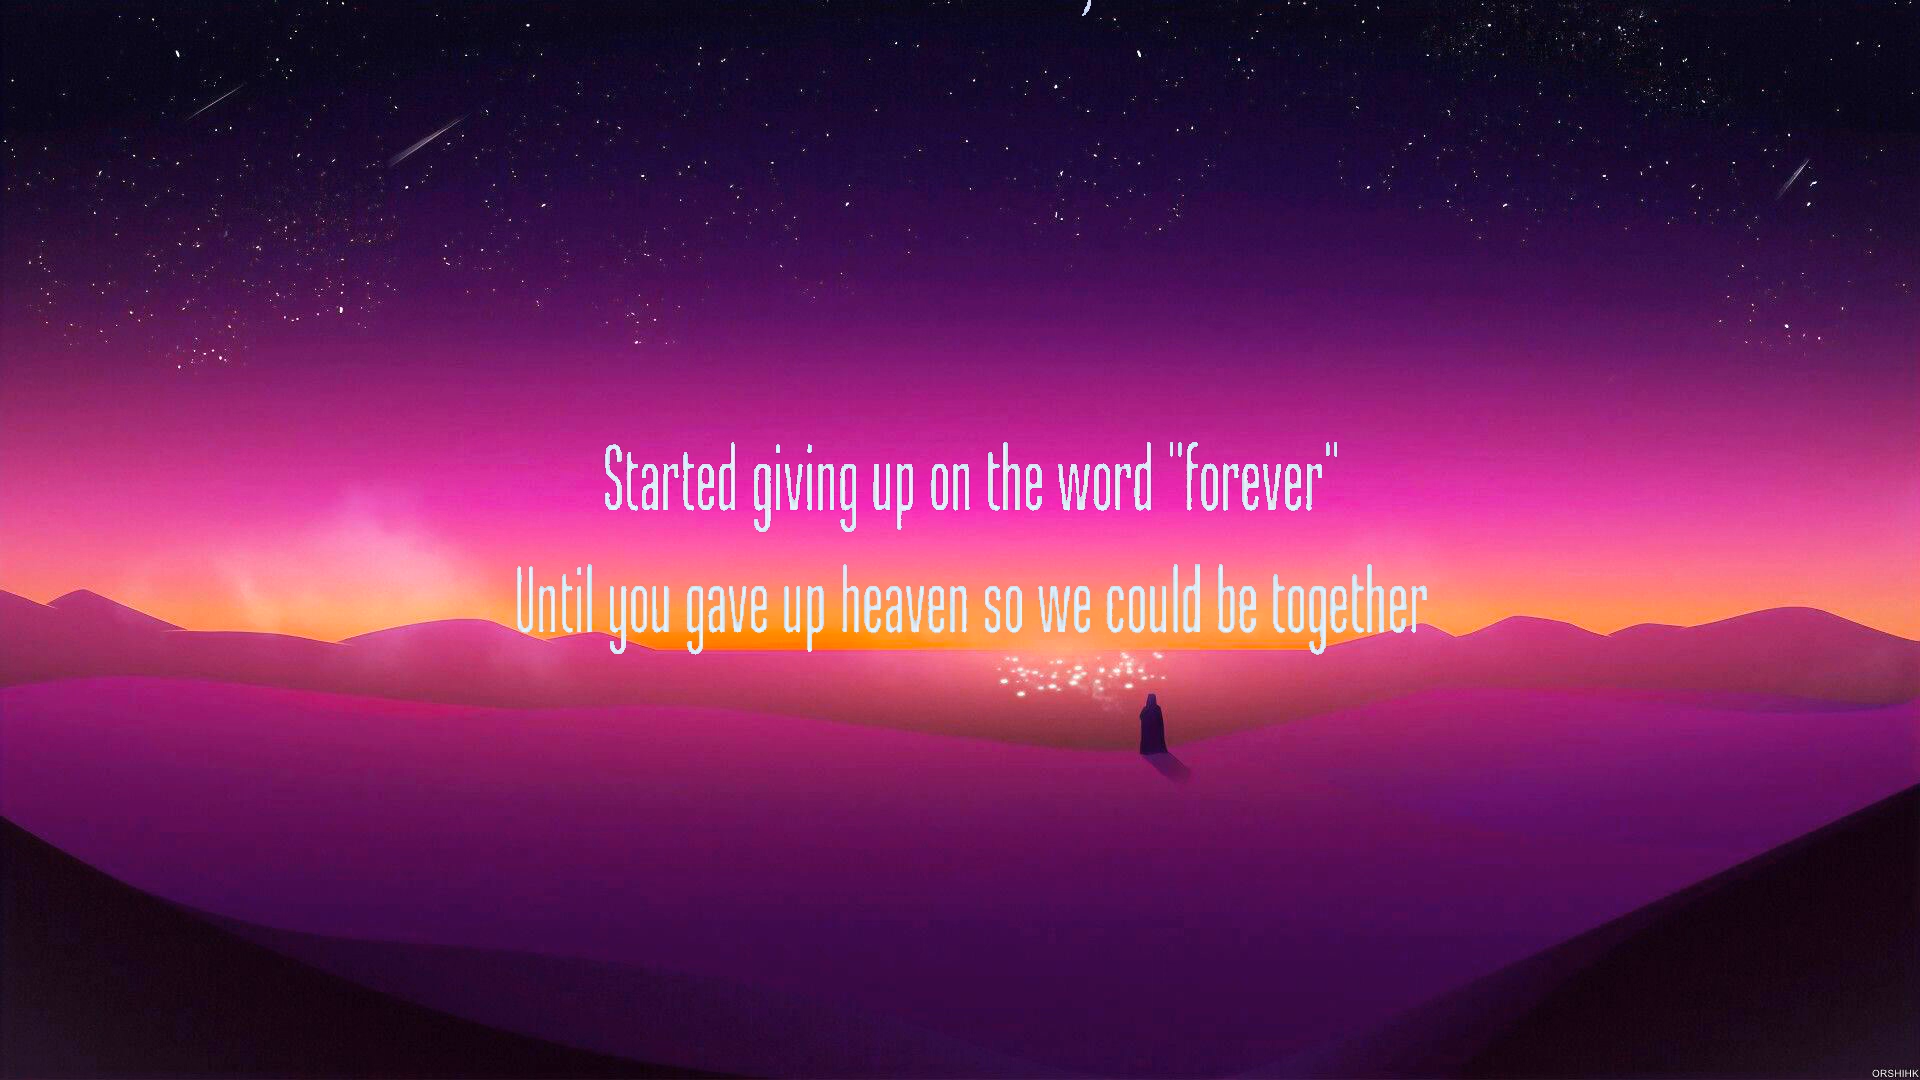 Started giving up on the word "forever"
Until you gave up heaven so we could be together
ORSHIHK